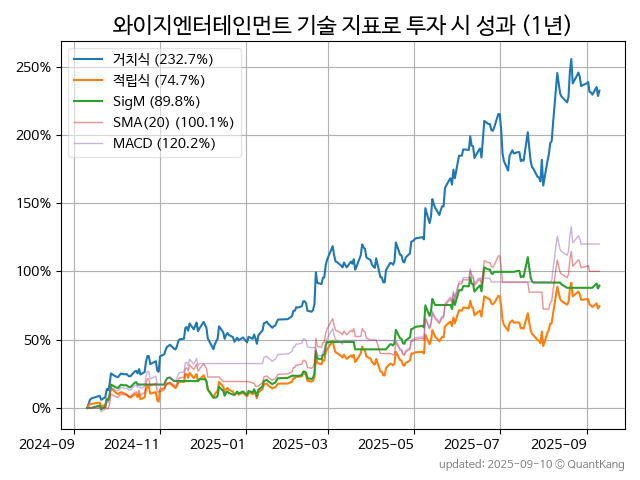 와이지엔터테인먼트 기술 지표로 투자 시 성과 (1년)
거치식 (232.7%)
적립식 (74.7%)
SigM (89.8%)
SMA(20) (100.1%)
MACD (120.2%)
250%
200%
150%
100%
50%
0%
2024-09 2024-11 2025-01 2025-03 2025-05 2025-07 2025-09
updated: 2025-09-10 © QuantKang